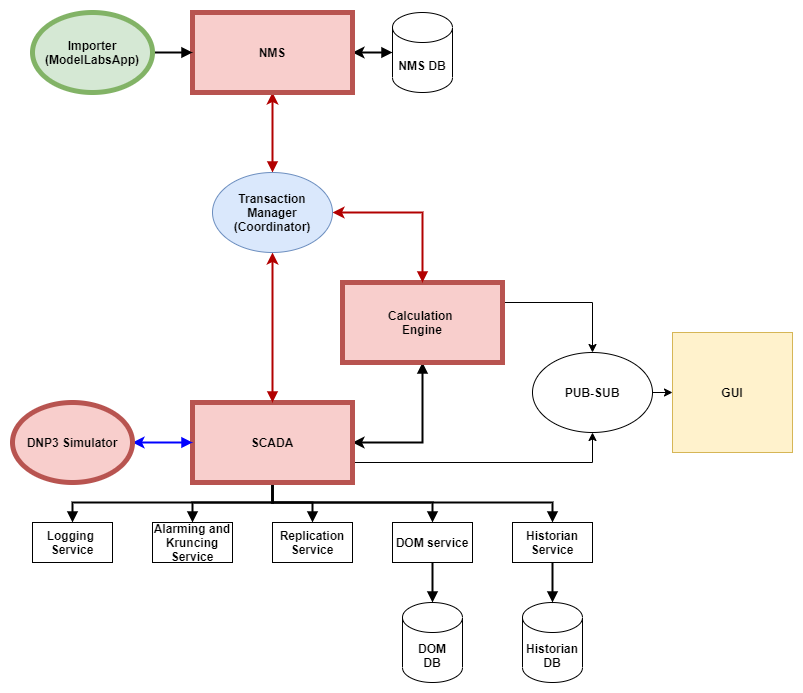 Importer
(ModelLabsApp)
NMS
NMS DB
Transaction
Manager
(Coordinator)
Calculation
Engine
PUB-SUB
GUI
DNP3 Simulator
SCADA
Logging
Service
Alarming and
Kruncing
Service
Replication
Service
DOM service
Historian
Service
DOM
DB
Historian
DB